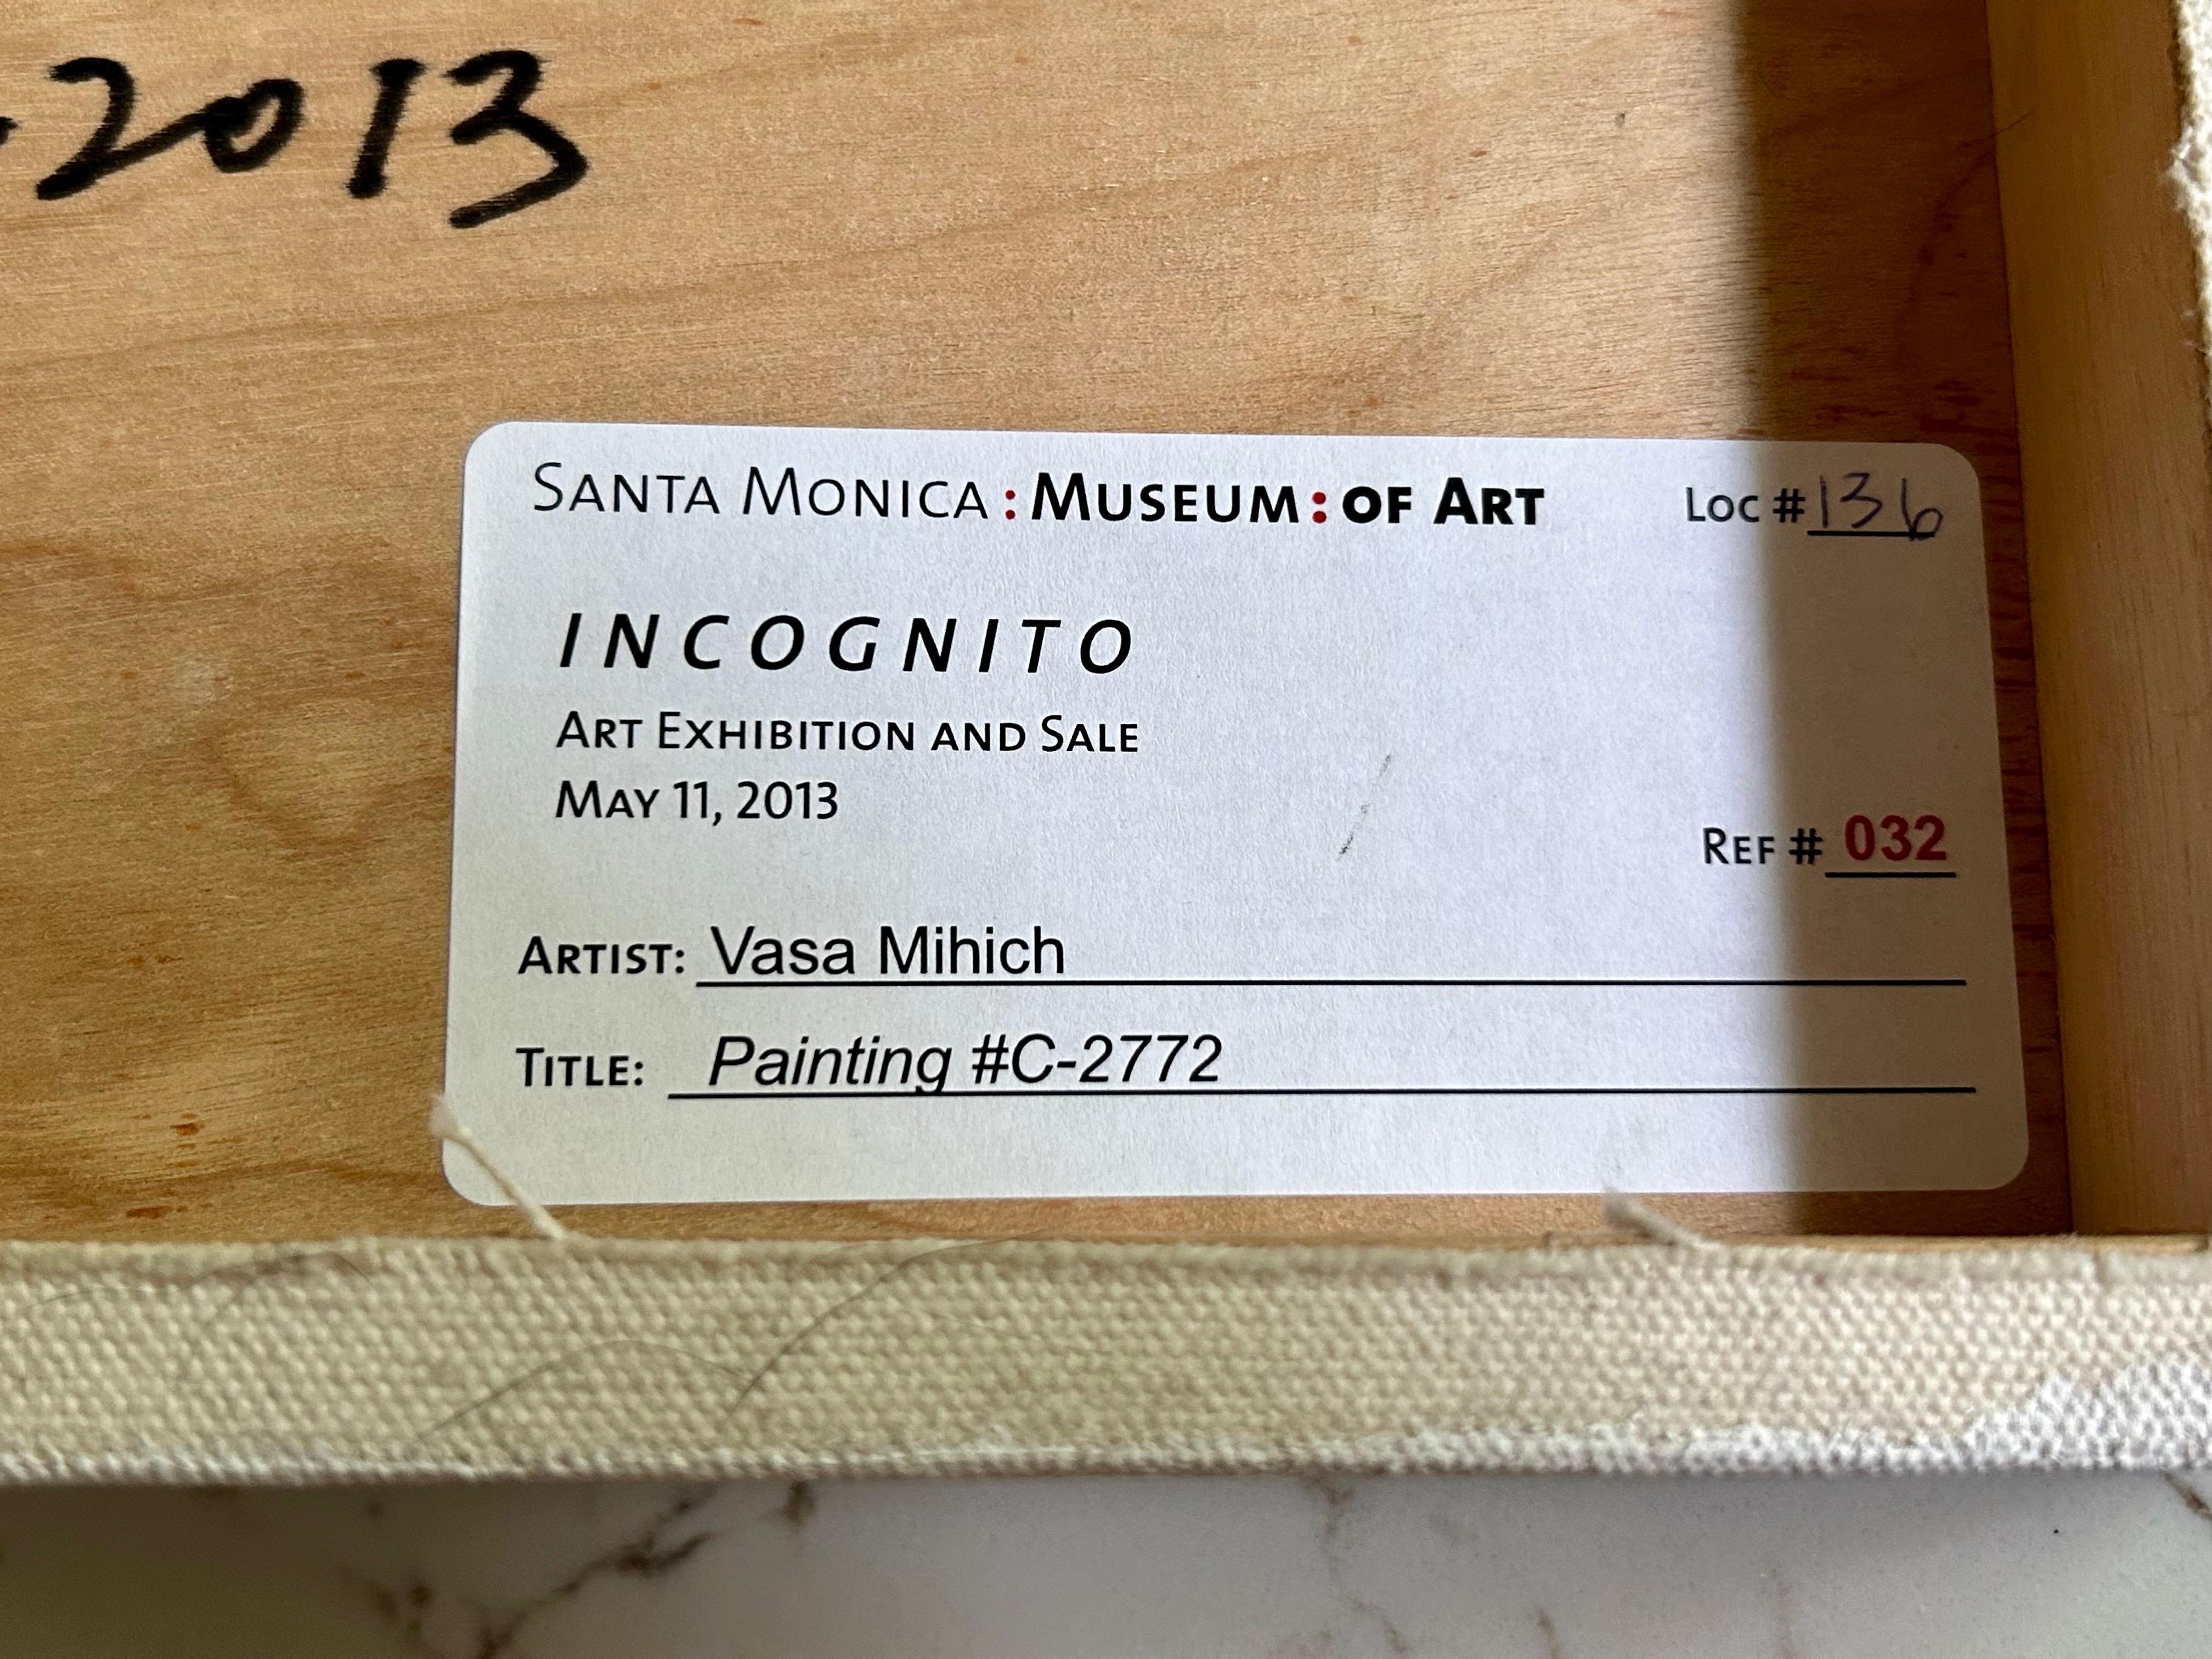 2013
SANTA MONICA : MUSEUM : OF ART
LOC # 136
INCOGNITO
ART EXHIBITION AND SALE
MAY 11, 2013
REF # 032
ARTIST: Vasa Mihich
TITLE: Painting #C-2772